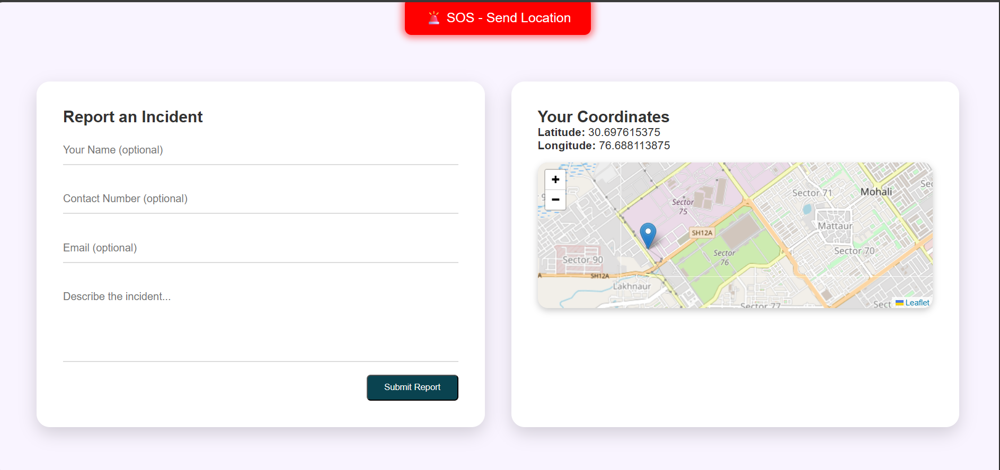 SOS - Send Location
Report an Incident
Your Name (optional)
Contact Number (optional)
Email (optional)
Describe the incident...
Submit Report
Your Coordinates
Latitude: 30.697615375
Longitude: 76.688113875
+
−
Sector 71
Mohali
Sector
75
Mattaur
SH12A
Sector 70
Sector
76
Sector 90
SH12A
Lakhnaur
Sector 77
Leaflet